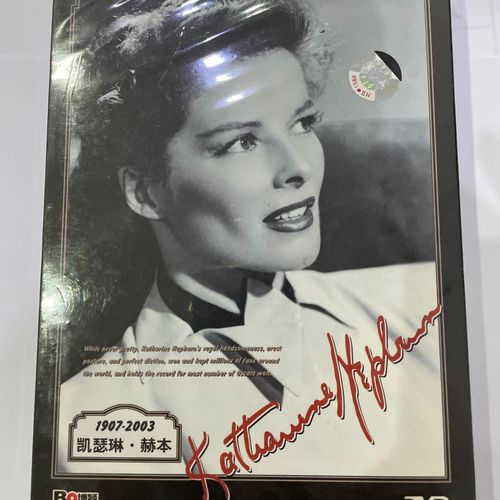 While never pretty, Katharine Hepburn's regal handsomeness, erect
posture, and perfect diction, won and kept millions of fans around
the world, and holds the record for most number of Oscars won.
Katharine Hepburn
1907-2003
凯瑟琳·赫本